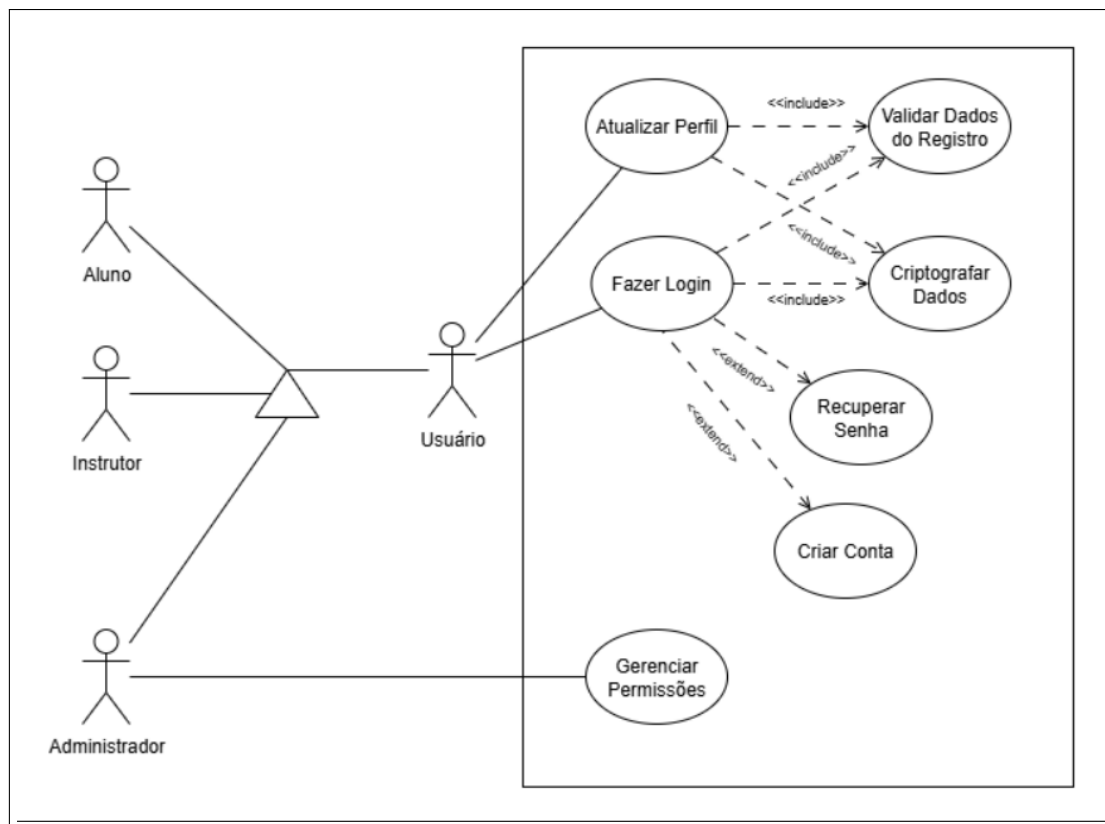 Atualizar Perfil
<<include>>
Validar Dados
do Registro
<<include>>
Aluno
<<include>>
Fazer Login
<<include>>
Criptografar
Dados
Instrutor
Usuário
<<extend>>
<<extend>>
Recuperar
Senha
Criar Conta
Gerenciar
Permissões
Administrador